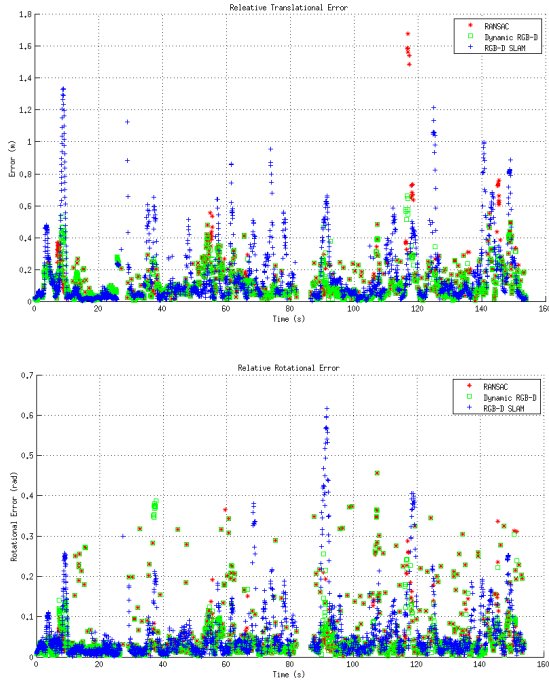 Releative Translational Error
1,8
1,6
1,4
1,2
1
0,8
0,6
0,4
0,2
0
Error (m)
RANSAC
Dynamic RGB-D
RGB-D SLAM
0 20 40 60 80 100 120 140 160
Time (s)
Relative Rotational Error
0,7
0,6
0,5
0,4
0,3
0,2
0,1
0
Rotational Error (rad)
RANSAC
Dynamic RGB-D
RGB-D SLAM
0 20 40 60 80 100 120 140 160
Time (s)